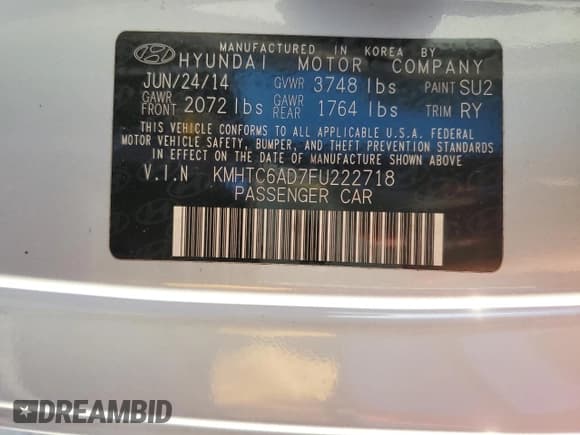 MANUFACTURED IN KOREA BY
HYUNDAI MOTOR COMPANY
JUN/24/14 GVWR 3748 lbs PAINT SU2
GAWR FRONT 2072 lbs GAWR REAR 1764 lbs TRIM RY
THIS VEHICLE CONFORMS TO ALL APPLICABLE U.S.A. FEDERAL
MOTOR VEHICLE SAFETY, BUMPER, AND THEFT PREVENTION STANDARDS
IN EFFECT ON THE DATE OF MANUFACTURE SHOWN ABOVE
V.I.N KMHTC6AD7FU222718
PASSENGER CAR
DREAMBID